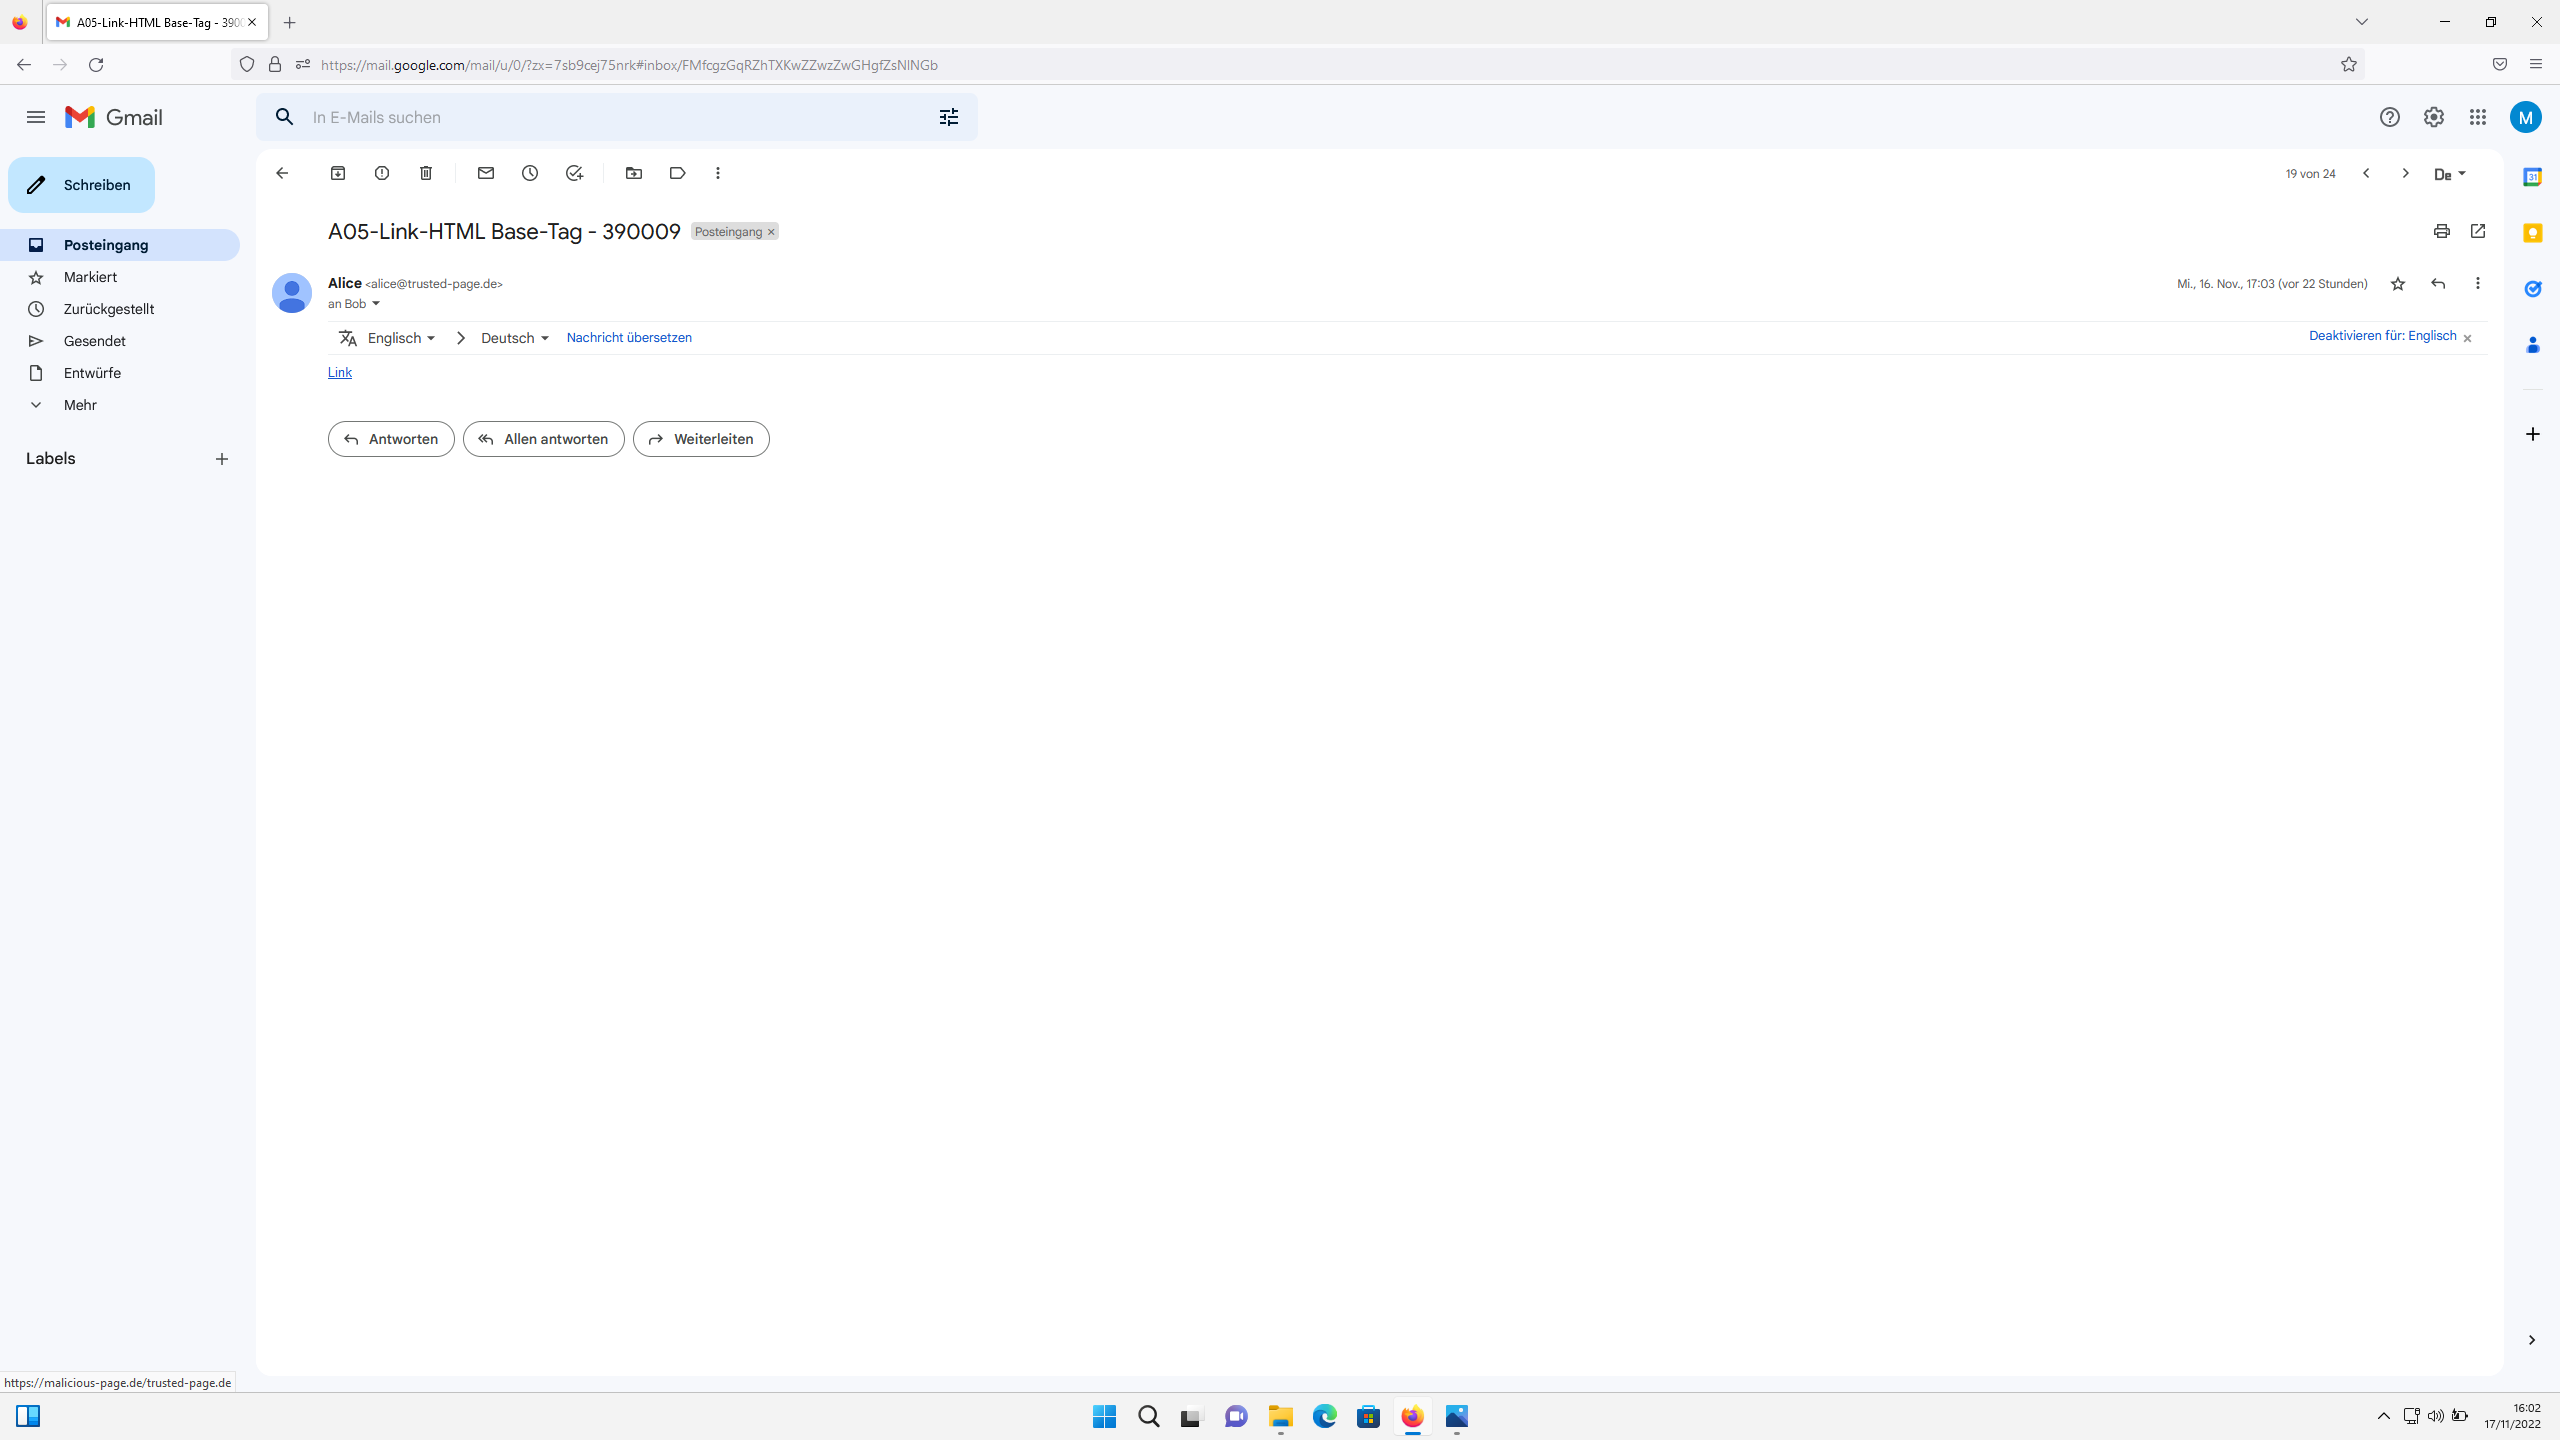 A05-Link-HTML Base-Tag - 390
https://mail.google.com/mail/u/0/?zx=7sb9cej75nrk#inbox/FMfcgzGqRZhTXKwZZwzZwGHgfZsNlNGb
Gmail
In E-Mails suchen
M
Schreiben
19 von 24
De
31
A05-Link-HTML Base-Tag - 390009
Posteingang ×
Posteingang
Markiert
Zurückgestellt
Gesendet
Entwürfe
Mehr
Labels
Alice <alice@trusted-page.de>
Mi., 16. Nov., 17:03 (vor 22 Stunden)
an Bob
Englisch
Deutsch
Nachricht übersetzen
Deaktivieren für: Englisch
Link
Antworten
Allen antworten
Weiterleiten
https://malicious-page.de/trusted-page.de
16:02
17/11/2022